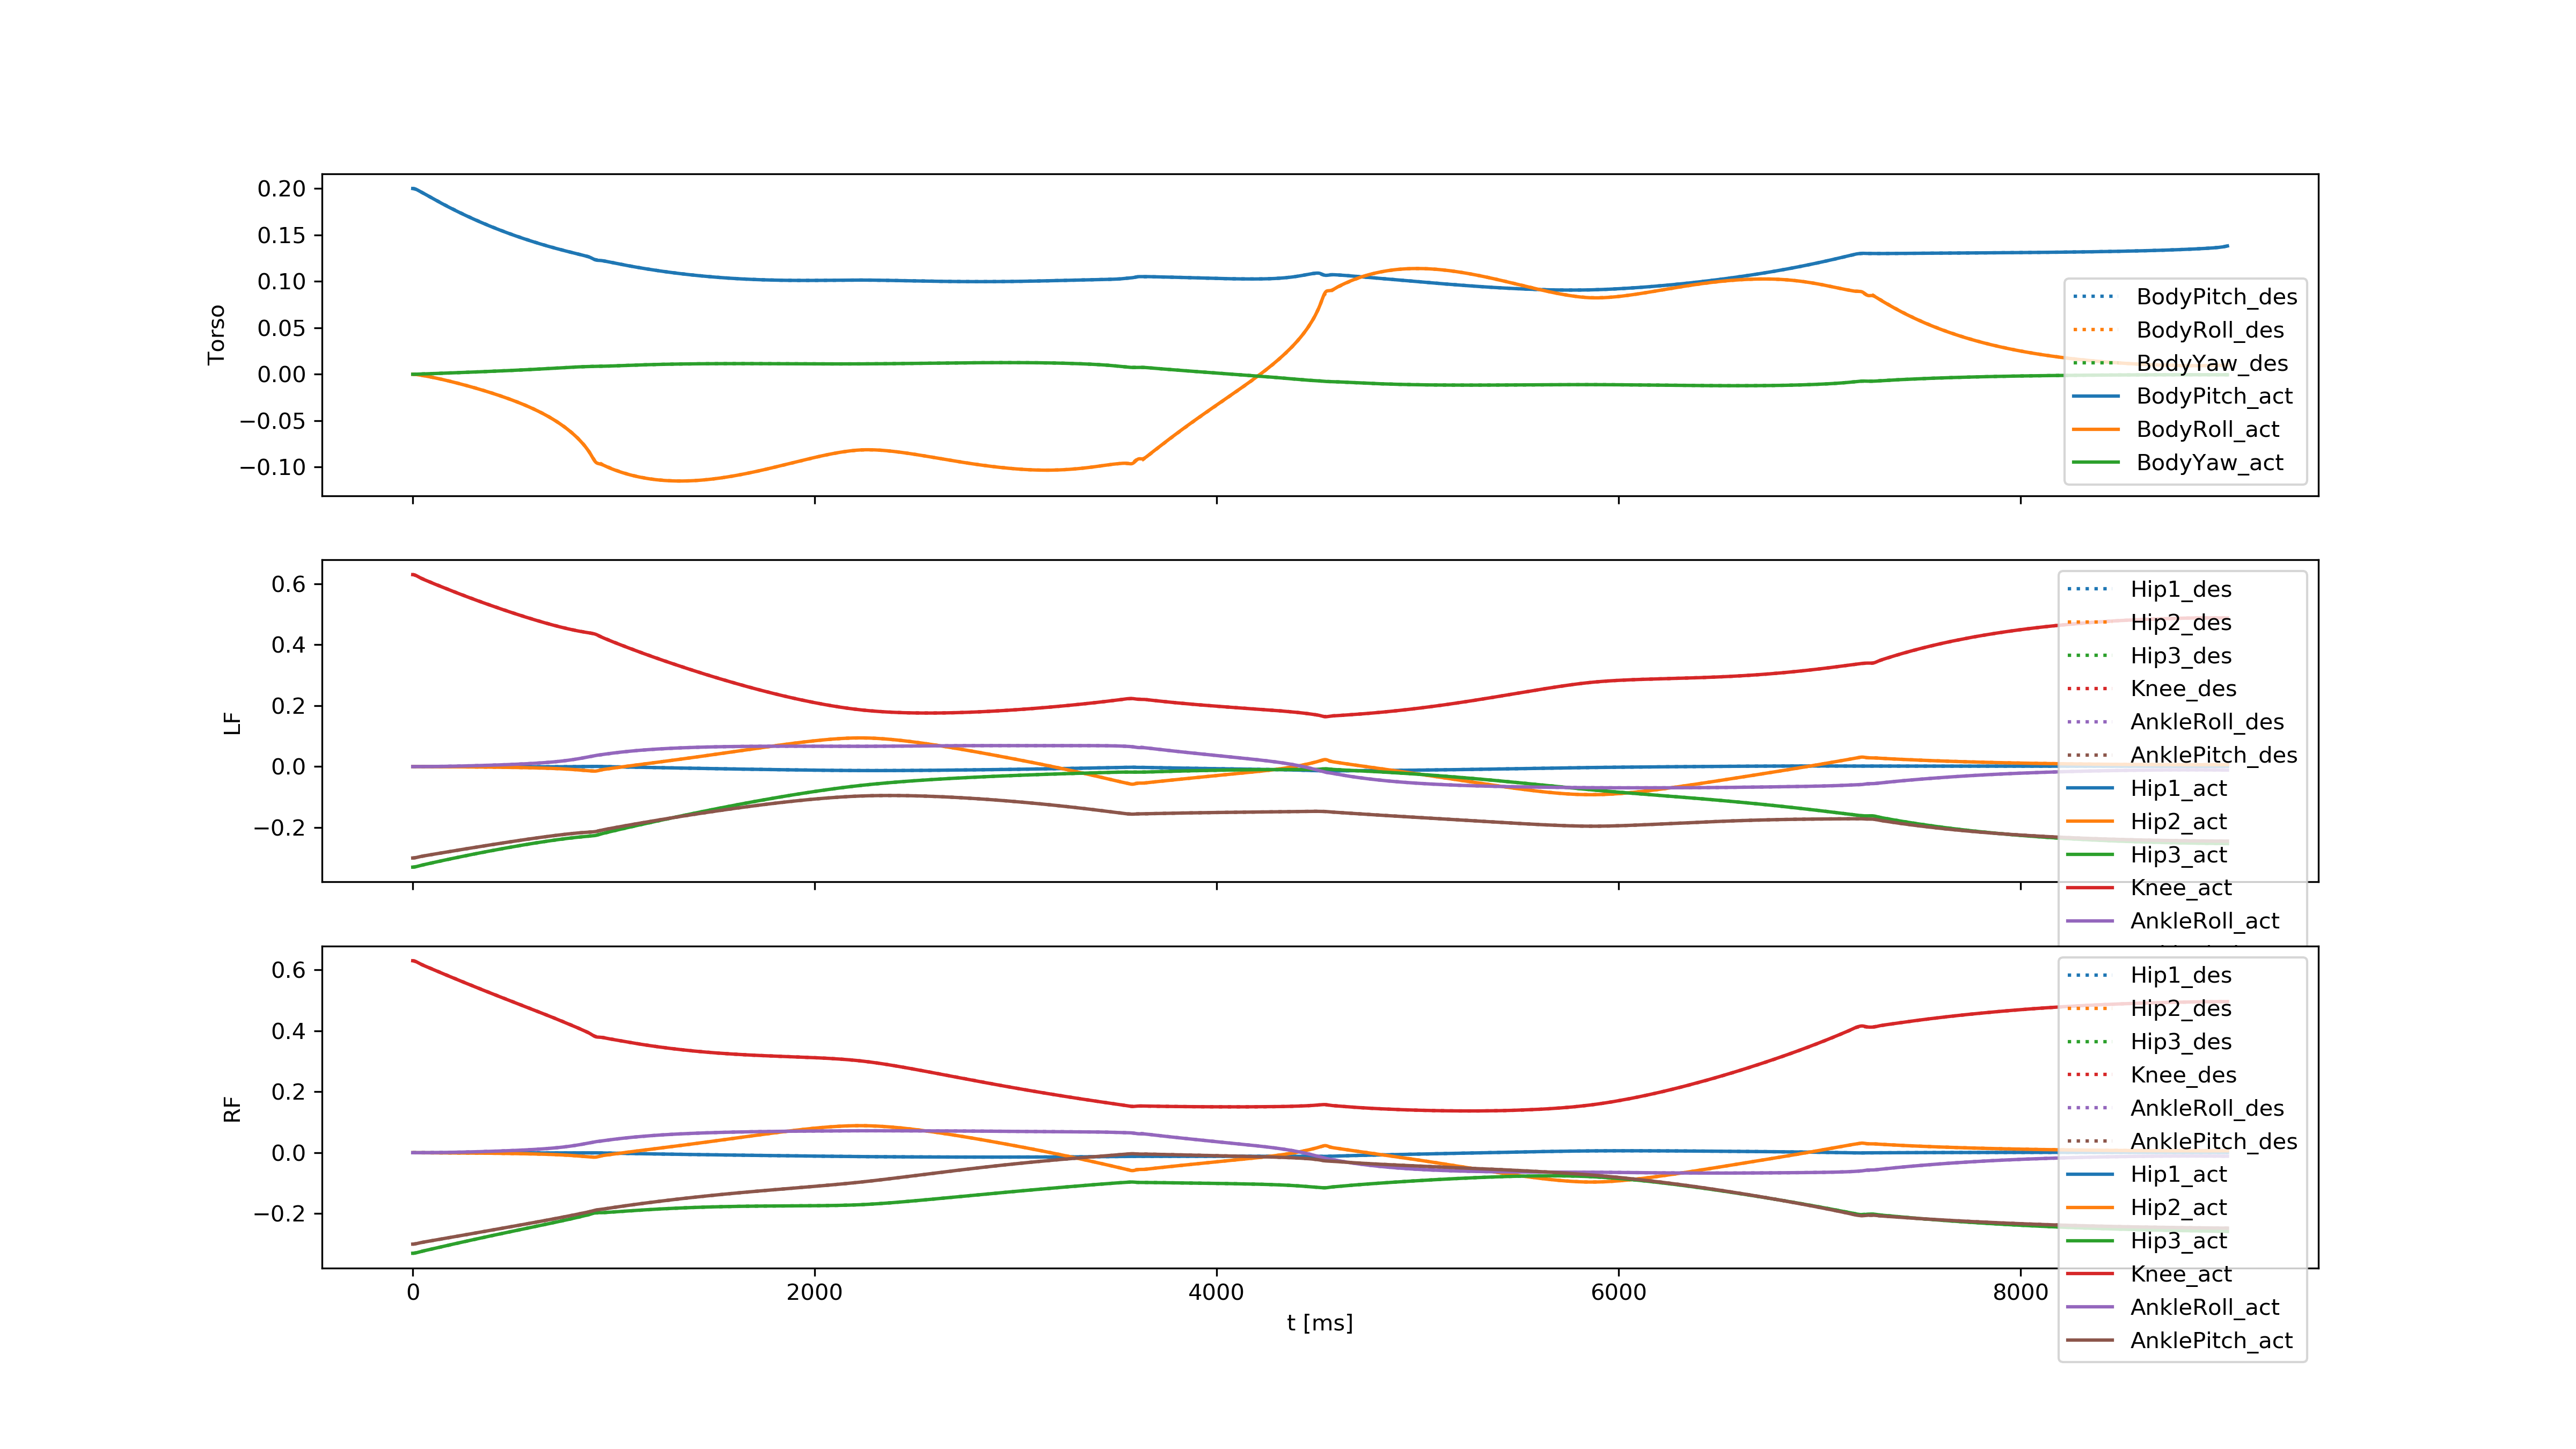 0.20
0.15
0.10
0.05
0.00
−0.05
−0.10
Torso
BodyPitch_des
BodyRoll_des
BodyYaw_des
BodyPitch_act
BodyRoll_act
BodyYaw_act
0.6
0.4
0.2
0.0
−0.2
LF
Hip1_des
Hip2_des
Hip3_des
Knee_des
AnkleRoll_des
AnklePitch_des
Hip1_act
Hip2_act
Hip3_act
Knee_act
AnkleRoll_act
0.6
0.4
0.2
0.0
−0.2
RF
Hip1_des
Hip2_des
Hip3_des
Knee_des
AnkleRoll_des
AnklePitch_des
Hip1_act
Hip2_act
Hip3_act
Knee_act
AnkleRoll_act
AnklePitch_act
0
2000
4000
6000
8000
t [ms]